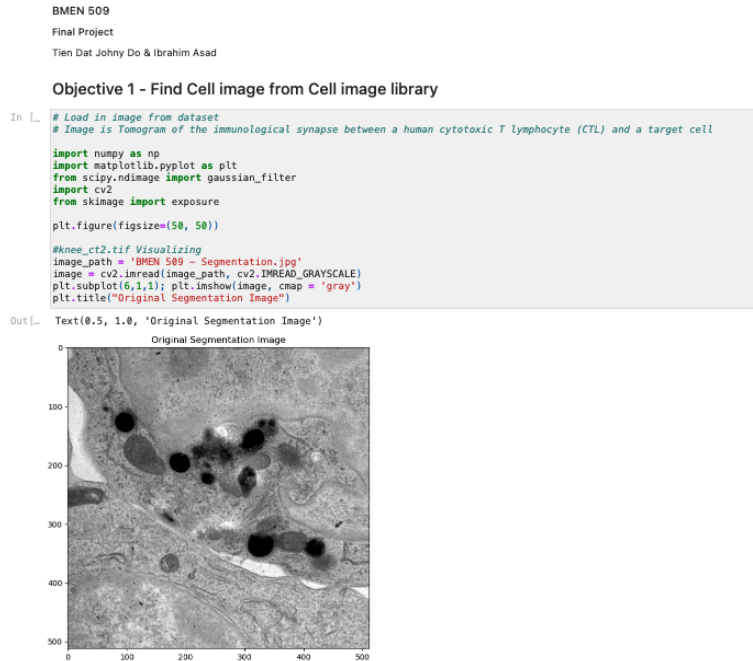 BMEN 509
Final Project
Tien Dat Johny Do & Ibrahim Asad
Objective 1 - Find Cell image from Cell image library
In […
# Load in image from dataset
# Image is Tomogram of the immunological synapse between a human cytotoxic T lymphocyte (CTL) and a target cell
import numpy as np
import matplotlib.pyplot as plt
from scipy.ndimage import gaussian_filter
import cv2
from skimage import exposure
plt.figure(figsize=(50, 50))
#knee_ct2.tif Visualizing
image_path = 'BMEN 509 - Segmentation.jpg'
image = cv2.imread(image_path, cv2.IMREAD_GRAYSCALE)
plt.subplot(6,1,1); plt.imshow(image, cmap = 'gray')
plt.title("Original Segmentation Image")
Out[…
Text(0.5, 1.0, 'Original Segmentation Image')
Original Segmentation Image
0
100
200
300
400
500
0 100 200 300 400 500